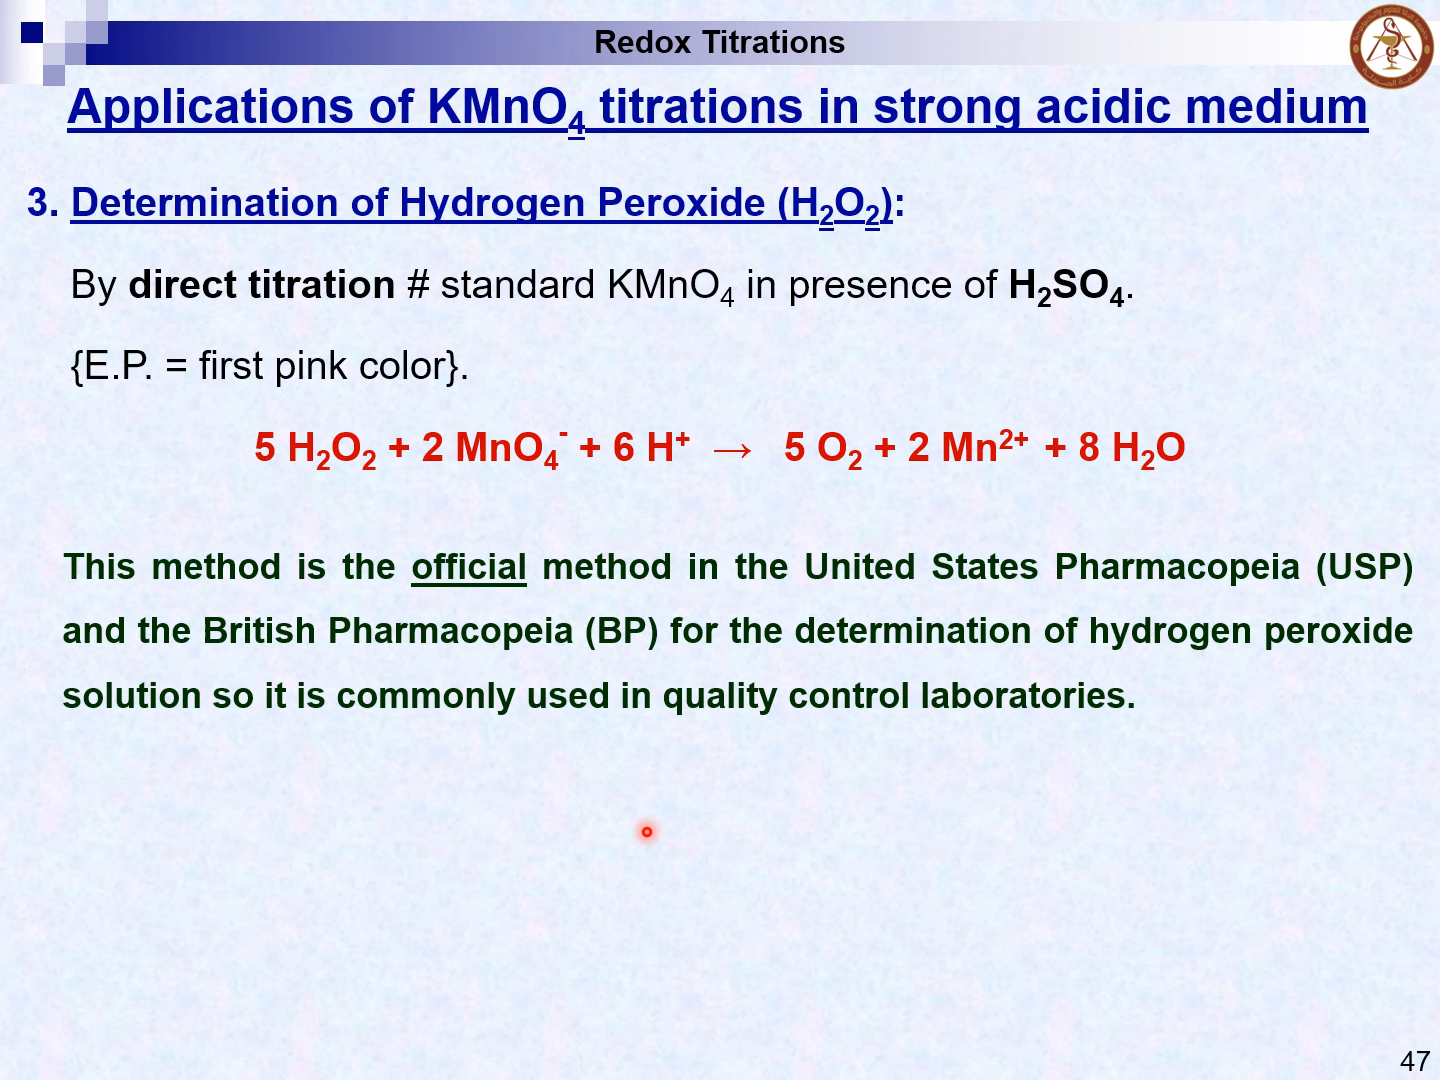 Redox Titrations
Applications of KMnO₄ titrations in strong acidic medium
3. Determination of Hydrogen Peroxide (H₂O₂):
By direct titration # standard KMnO₄ in presence of H₂SO₄.
{E.P. = first pink color}.
5 H₂O₂ + 2 MnO₄⁻ + 6 H⁺ → 5 O₂ + 2 Mn²⁺ + 8 H₂O
This method is the official method in the United States Pharmacopeia (USP)
and the British Pharmacopeia (BP) for the determination of hydrogen peroxide
solution so it is commonly used in quality control laboratories.
47